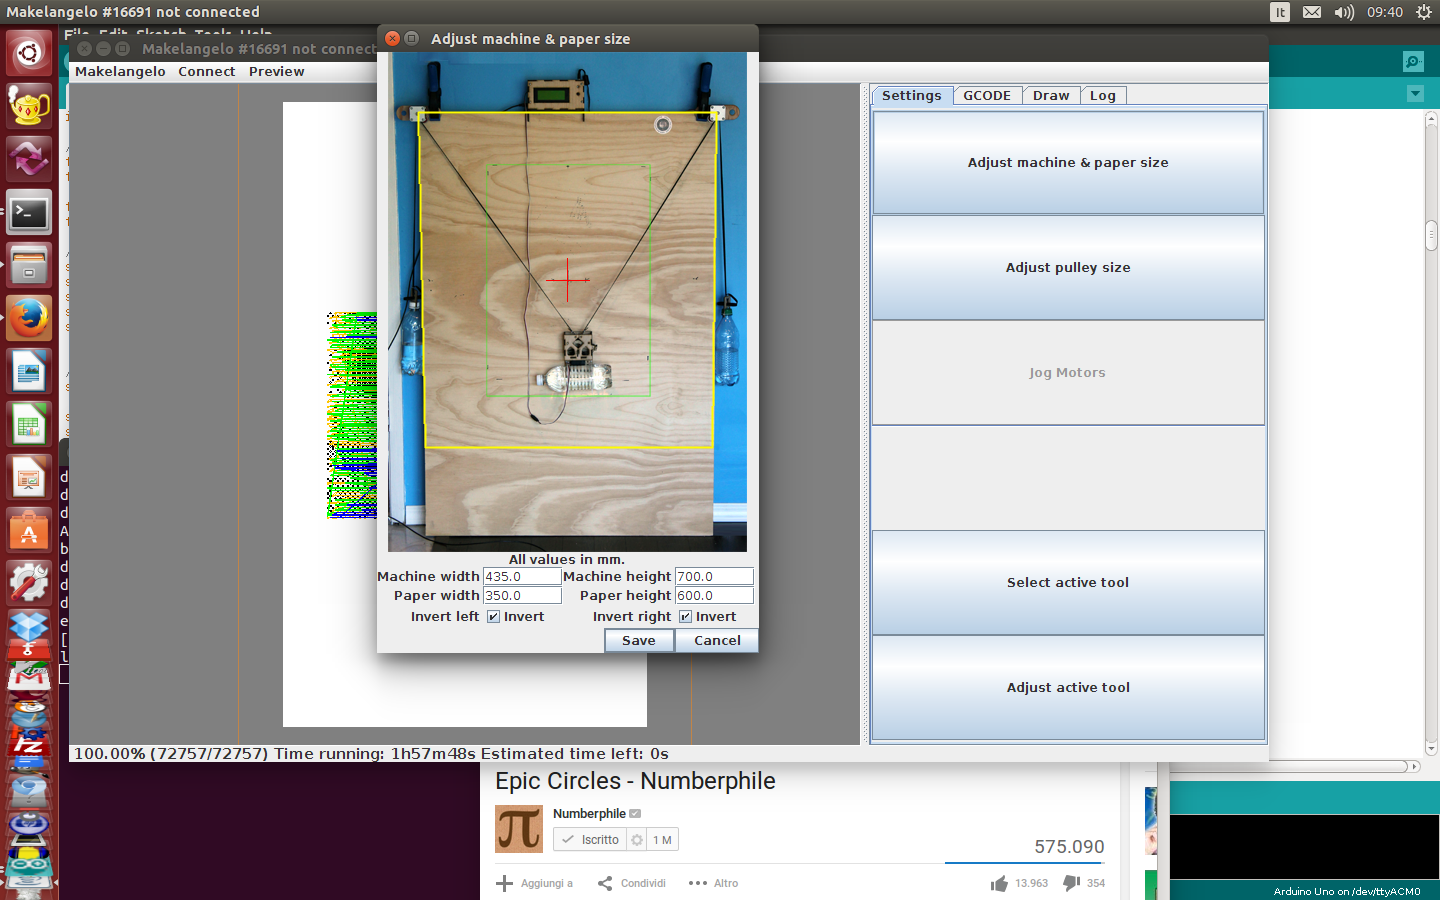 Makelangelo #16691 not connected
It
09:40
File Edit Sketch Tools Help
Makelangelo #16691 not connect
Adjust machine & paper size
Makelangelo Connect Preview
Settings GCODE Draw Log
Adjust machine & paper size
Adjust pulley size
Jog Motors
Select active tool
Adjust active tool
All values in mm.
Machine width 435.0 Machine height 700.0
Paper width 350.0 Paper height 600.0
Invert left Invert Invert right Invert
Save Cancel
d
d
d
A
b
d
d
d
e
[
l
100.00% (72757/72757) Time running: 1h57m48s Estimated time left: 0s
Epic Circles - Numberphile
Numberphile
Iscritto 1 M
575.090
Aggiungi a Condividi Altro 13.963 354
Arduino Uno on /dev/ttyACM0